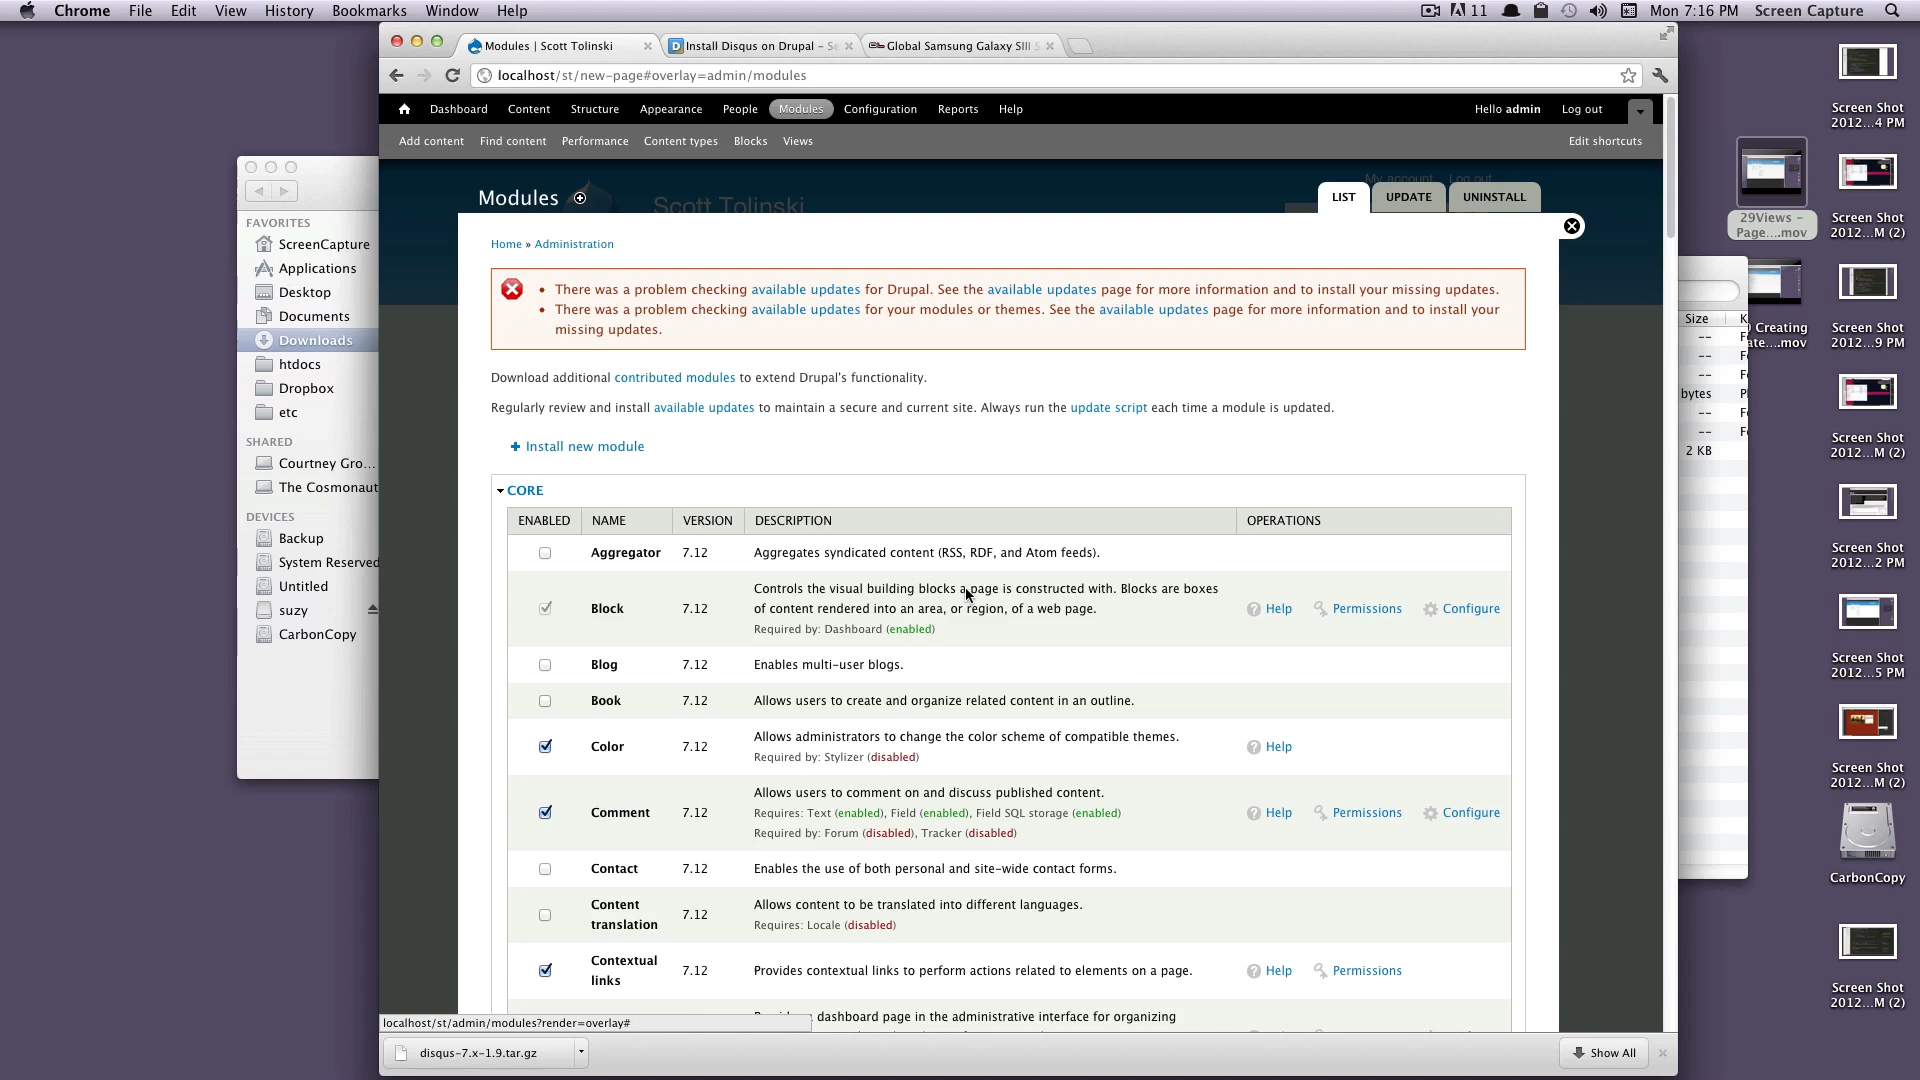 Chrome File Edit View History Bookmarks Window Help
11 Mon 7:16 PM Screen Capture
Modules | Scott Tolinski
Install Disqus on Drupal – Se
Global Samsung Galaxy SIII S
localhost/st/new-page#overlay=admin/modules
Dashboard Content Structure Appearance People Modules Configuration Reports Help
Hello admin Log out
Add content Find content Performance Content types Blocks Views
Edit shortcuts
My account Log out
Scott Tolinski
Modules
LIST UPDATE UNINSTALL
Home » Administration
There was a problem checking available updates for Drupal. See the available updates page for more information and to install your missing updates.
There was a problem checking available updates for your modules or themes. See the available updates page for more information and to install your
missing updates.
Download additional contributed modules to extend Drupal's functionality.
Regularly review and install available updates to maintain a secure and current site. Always run the update script each time a module is updated.
+ Install new module
CORE
ENABLED NAME VERSION DESCRIPTION OPERATIONS
Aggregator 7.12 Aggregates syndicated content (RSS, RDF, and Atom feeds).
Controls the visual building blocks a page is constructed with. Blocks are boxes
Block 7.12 of content rendered into an area, or region, of a web page. Help Permissions Configure
Required by: Dashboard (enabled)
Blog 7.12 Enables multi-user blogs.
Book 7.12 Allows users to create and organize related content in an outline.
Allows administrators to change the color scheme of compatible themes.
Color 7.12 Help
Required by: Stylizer (disabled)
Allows users to comment on and discuss published content.
Comment 7.12 Requires: Text (enabled), Field (enabled), Field SQL storage (enabled) Help Permissions Configure
Required by: Forum (disabled), Tracker (disabled)
Contact 7.12 Enables the use of both personal and site-wide contact forms.
Content
translation
7.12
Allows content to be translated into different languages.
Requires: Locale (disabled)
Contextual
links
7.12 Provides contextual links to perform actions related to elements on a page. Help Permissions
dashboard page in the administrative interface for organizing
localhost/st/admin/modules?render=overlay#
disqus-7.x-1.9.tar.gz
Show All
FAVORITES
ScreenCapture
Applications
Desktop
Documents
Downloads
htdocs
Dropbox
etc
SHARED
Courtney Gro...
The Cosmonaut
DEVICES
Backup
System Reserved
Untitled
suzy
CarbonCopy
Size
--
--
--
bytes
--
--
2 KB
29Views –
Page....mov
Creating
ate....mov
Screen Shot
2012...4 PM
Screen Shot
2012...M (2)
Screen Shot
2012...9 PM
Screen Shot
2012...M (2)
Screen Shot
2012...2 PM
Screen Shot
2012...5 PM
Screen Shot
2012...M (2)
CarbonCopy
Screen Shot
2012...M (2)